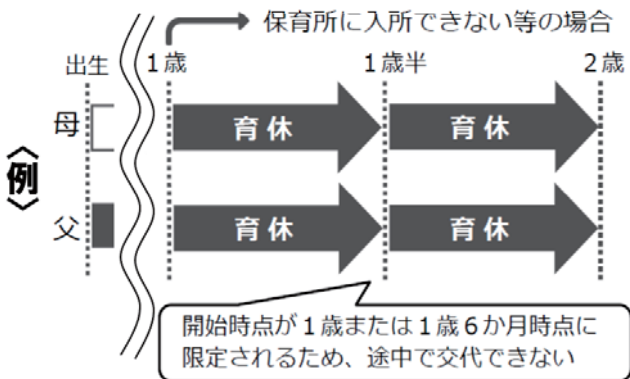 保育所に入所できない等の場合
出生
1歳
1歳半
2歳
〈例〉
母
育休
育休
父
育休
育休
開始時点が1歳または1歳6か月時点に
限定されるため、途中で交代できない